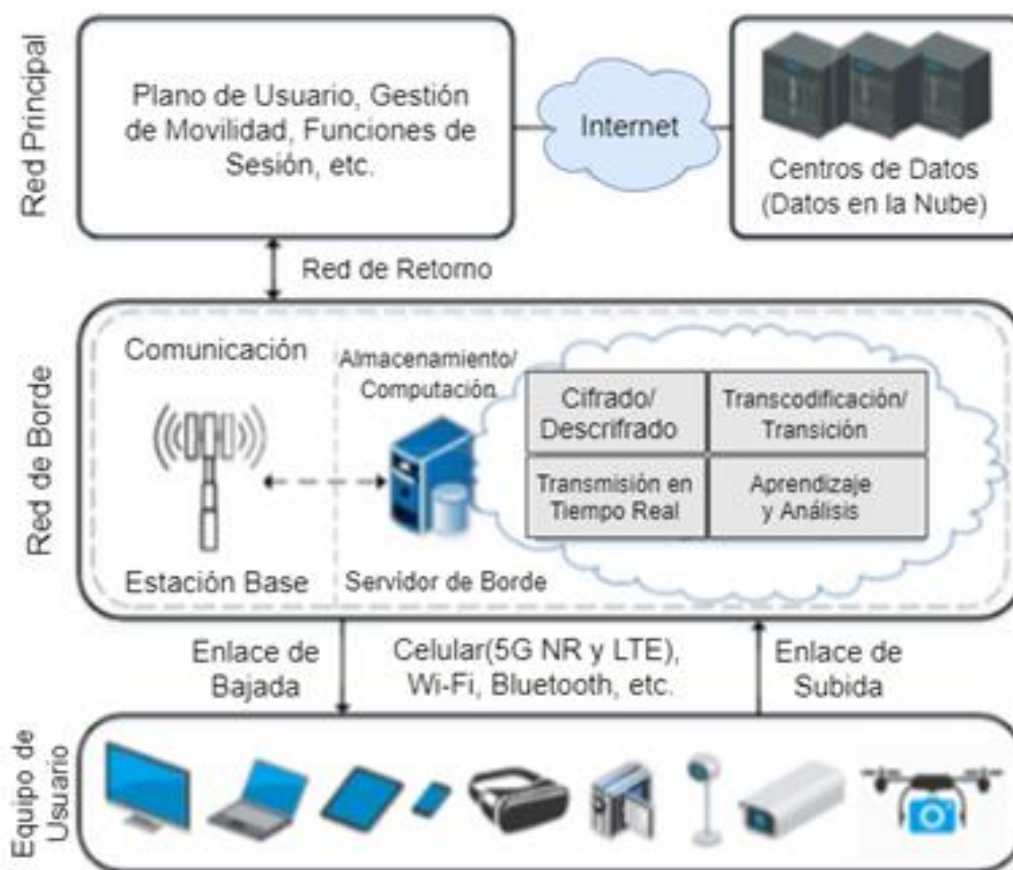 Red Principal
Plano de Usuario, Gestión
de Movilidad, Funciones de
Sesión, etc.
Internet
Centros de Datos
(Datos en la Nube)
Red de Retorno
Red de Borde
Comunicación
Estación Base
Almacenamiento/
Computación
Servidor de Borde
Cifrado/
Descrifrado
Transcodificación/
Transición
Transmisión en
Tiempo Real
Aprendizaje
y Análisis
Enlace de
Bajada
Celular(5G NR y LTE),
Wi-Fi, Bluetooth, etc.
Enlace de
Subida
Equipo de
Usuario